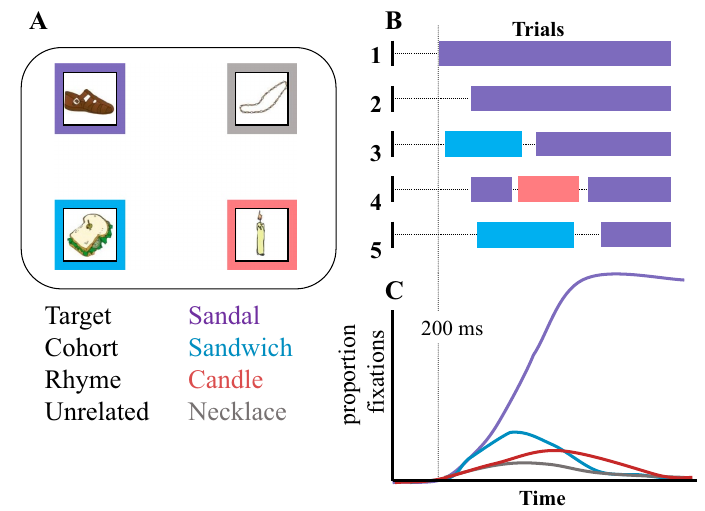 A
Target Sandal
Cohort Sandwich
Rhyme Candle
Unrelated Necklace
B
Trials
1
2
3
4
5
C
200 ms
proportion
fixations
Time